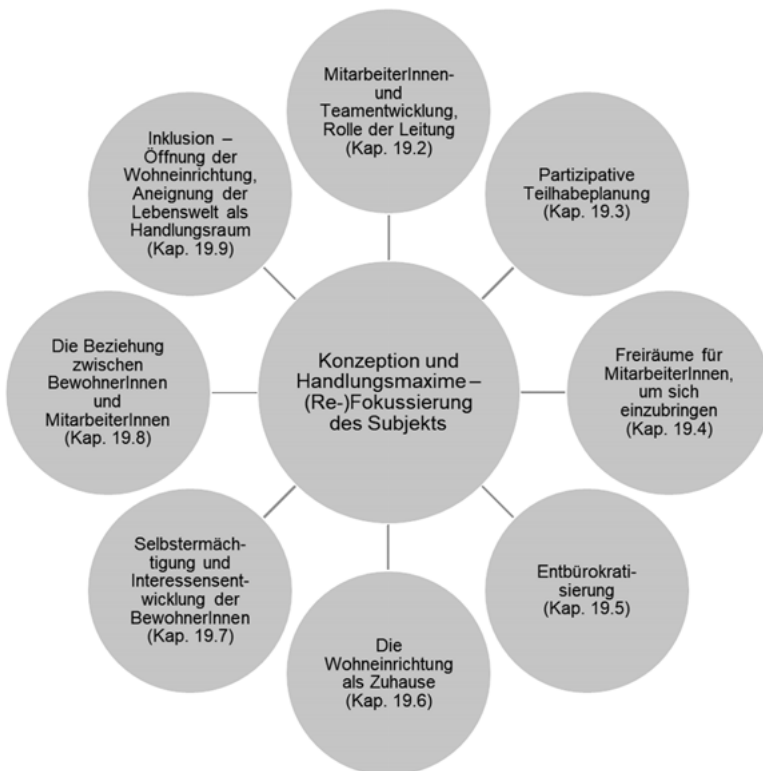 MitarbeiterInnen-
und
Teamentwicklung,
Rolle der Leitung
(Kap. 19.2)
Partizipative
Teilhabeplanung
(Kap. 19.3)
Freiräume für
MitarbeiterInnen,
um sich
einzubringen
(Kap. 19.4)
Entbürokrati-
sierung
(Kap. 19.5)
Die
Wohneinrichtung
als Zuhause
(Kap. 19.6)
Selbstermäch-
tigung und
Interessensent-
wicklung der
BewohnerInnen
(Kap. 19.7)
Die Beziehung
zwischen
BewohnerInnen
und
MitarbeiterInnen
(Kap. 19.8)
Inklusion –
Öffnung der
Wohneinrichtung,
Aneignung der
Lebenswelt als
Handlungsraum
(Kap. 19.9)
Konzeption und
Handlungsmaxime –
(Re-)Fokussierung
des Subjekts